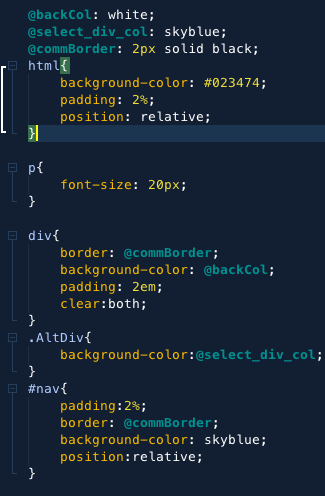 @backCol: white;
@select_div_col: skyblue;
@commBorder: 2px solid black;
html{
background-color: #023474;
padding: 2%;
position: relative;
}
p{
font-size: 20px;
}
div{
border: @commBorder;
background-color: @backCol;
padding: 2em;
clear:both;
}
.AltDiv{
background-color:@select_div_col;
}
#nav{
padding:2%;
border: @commBorder;
background-color: skyblue;
position:relative;
}